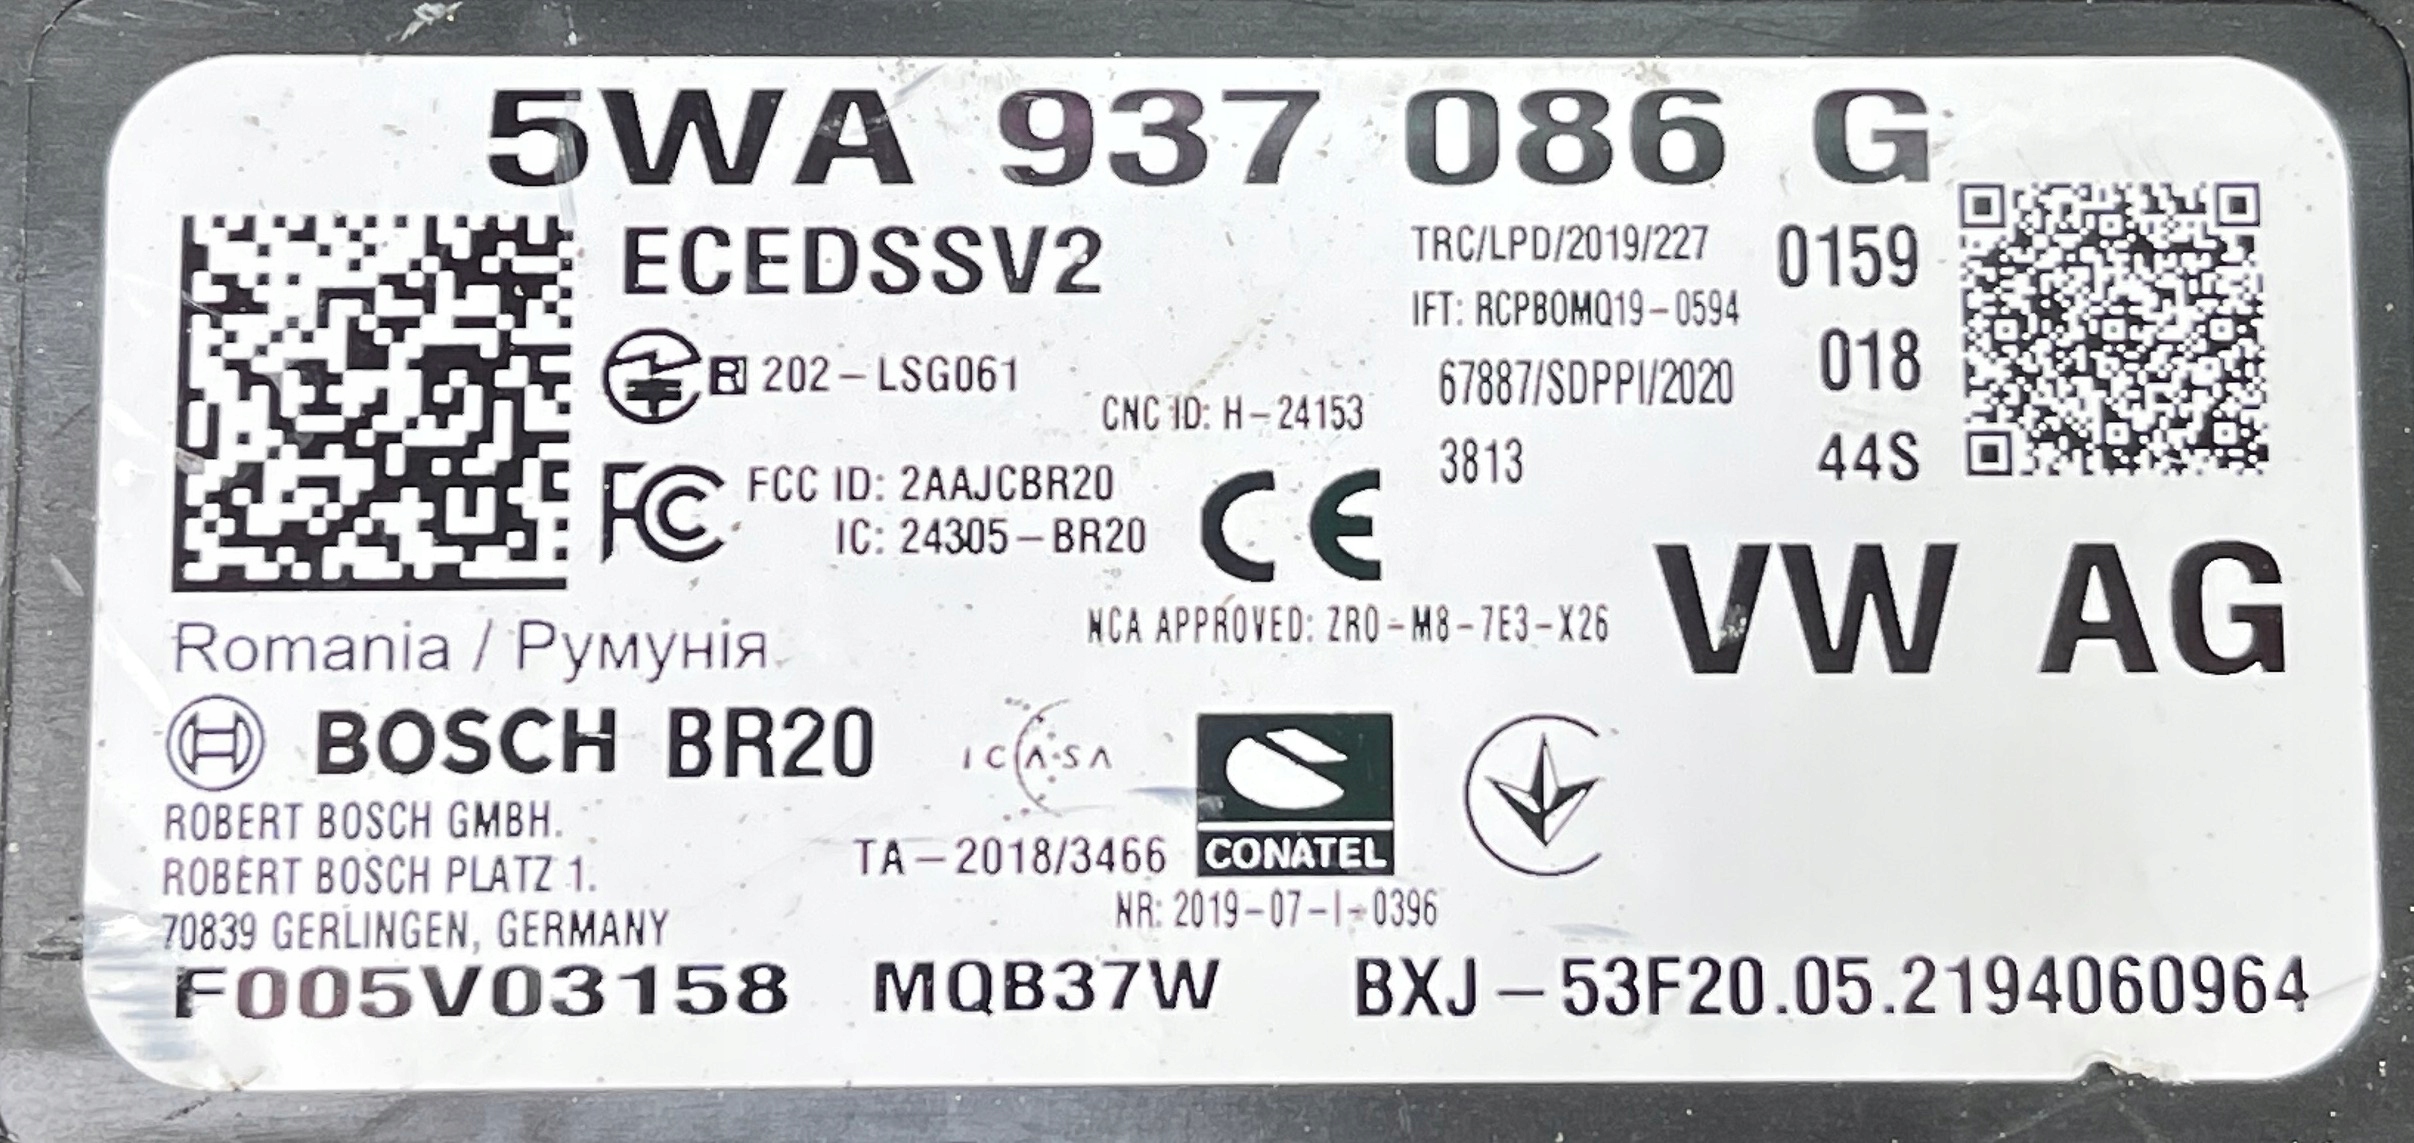 5WA 937 086 G
ECEDSSV2
TRC/LPD/2019/227
0159
IFT: RCPBOMQ19-0594
018
R 202-LSG061
67887/SDPPI/2020
CNC ID: H-24153
3813
44S
FC FCC ID: 2AAJCBR20
IC: 24305-BR20
CE
NCA APPROVED: ZRO-M8-7E3-X26
VW AG
Romania / Румунія
BOSCH BR20
ICASA
ROBERT BOSCH GMBH.
ROBERT BOSCH PLATZ 1.
70839 GERLINGEN, GERMANY
TA-2018/3466
CONATEL
NR: 2019-07-I-0396
F005V03158 MQB37W BXJ-53F20.05.2194060964